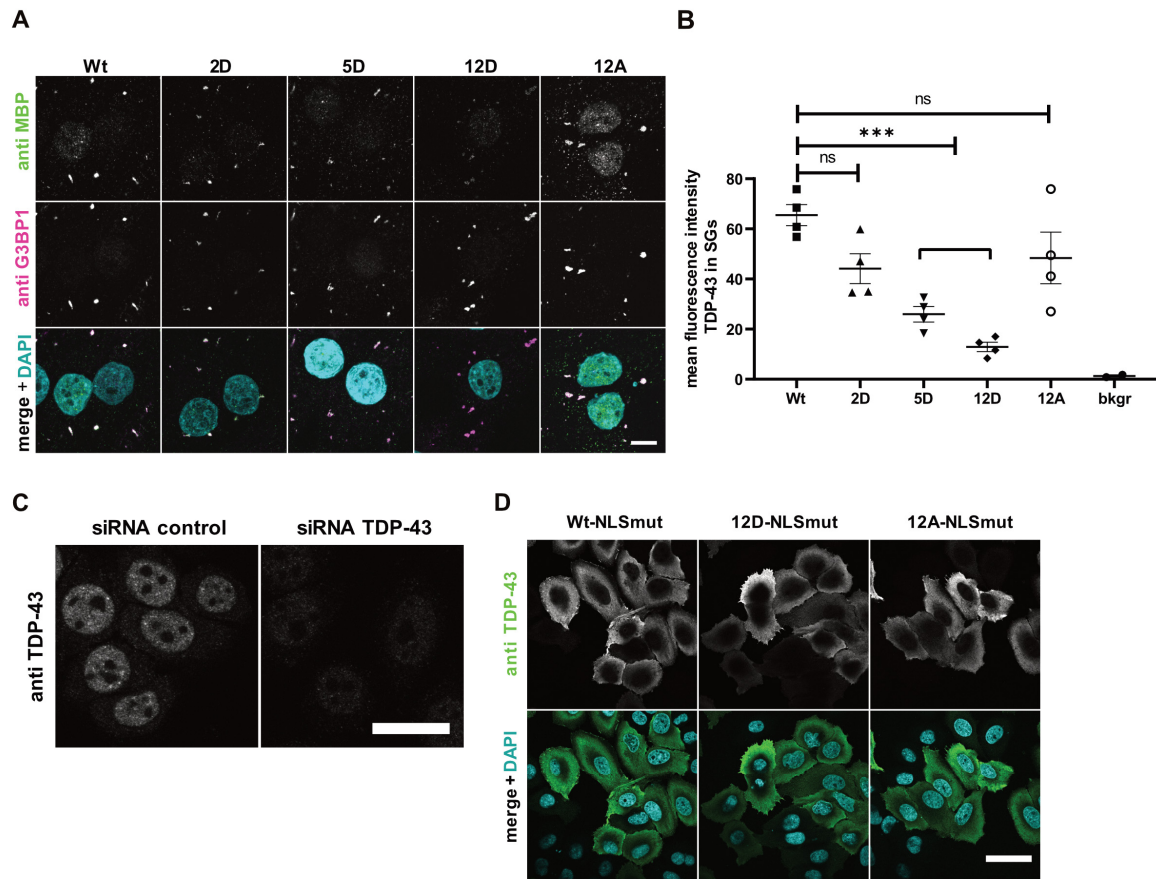 A
Wt 2D 5D 12D 12A
anti MBP
anti G3BP1
merge + DAPI
B
ns
***
ns
mean fluorescence intensity
TDP-43 in SGs
80
60
40
20
0
Wt 2D 5D 12D 12A bkgr
C
siRNA control siRNA TDP-43
anti TDP-43
D
Wt-NLSmut 12D-NLSmut 12A-NLSmut
anti TDP-43
merge + DAPI